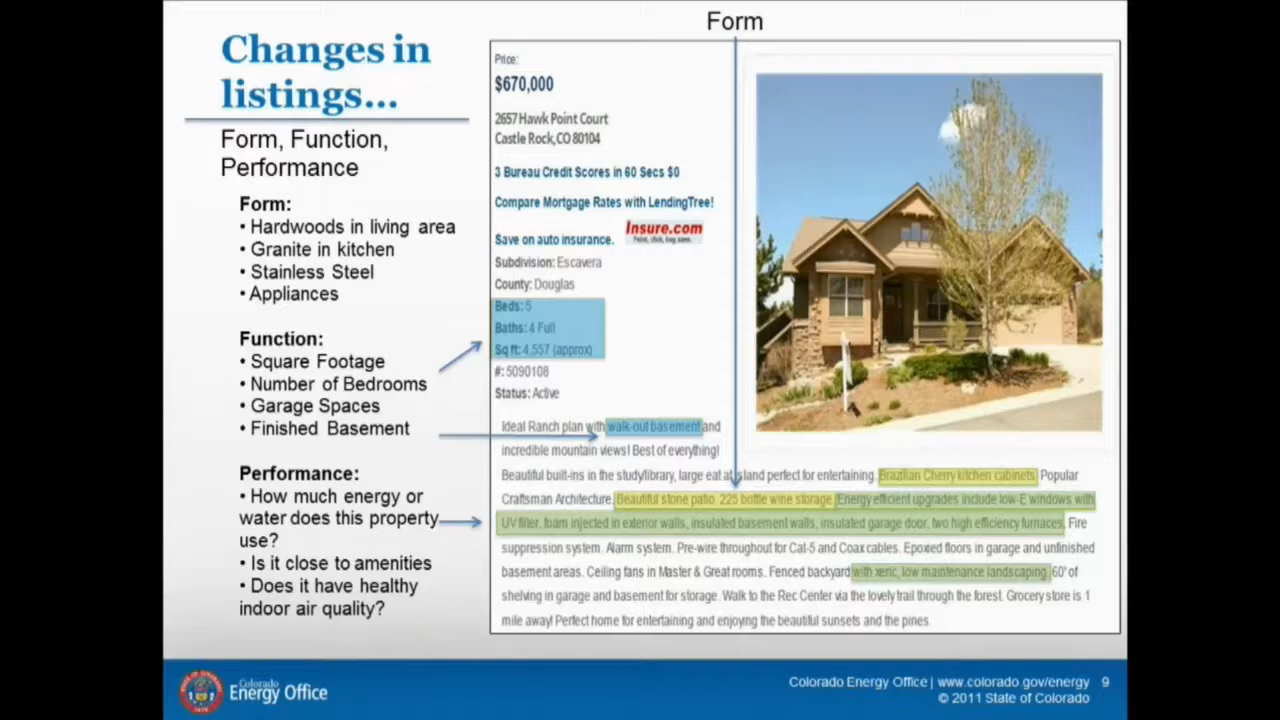 Form
Changes in
listings...
Form, Function,
Performance
Form:
• Hardwoods in living area
• Granite in kitchen
• Stainless Steel
• Appliances
Function:
• Square Footage
• Number of Bedrooms
• Garage Spaces
• Finished Basement
Performance:
• How much energy or
water does this property
use?
• Is it close to amenities
• Does it have healthy
indoor air quality?
Price:
$670,000
2657 Hawk Point Court
Castle Rock,CO 80104
3 Bureau Credit Scores in 60 Secs $0
Compare Mortgage Rates with LendingTree!
Save on auto insurance.
Insure.com
Point, click, buy, save.
Subdivision: Escavera
County: Douglas
Beds: 5
Baths: 4 Full
Sq ft: 4,557 (approx)
#: 5090108
Status: Active
Ideal Ranch plan with walk-out basement and
incredible mountain views! Best of everything!
Beautiful built-ins in the study/library, large eat at island perfect for entertaining. Brazilian Cherry kitchen cabinets. Popular
Craftsman Architecture. Beautiful stone patio. 225 bottle wine storage. Energy efficient upgrades include low-E windows with
UV filter, foam injected in exterior walls, insulated basement walls, insulated garage door, two high efficiency furnaces. Fire
suppression system. Alarm system. Pre-wire throughout for Cat-5 and Coax cables. Epoxied floors in garage and unfinished
basement areas. Ceiling fans in Master & Great rooms. Fenced backyard with xeric, low maintenance landscaping. 60' of
shelving in garage and basement for storage. Walk to the Rec Center via the lovely trail through the forest. Grocery store is 1
mile away! Perfect home for entertaining and enjoying the beautiful sunsets and the pines.
Colorado
Energy Office
Colorado Energy Office | www.colorado.gov/energy 9
© 2011 State of Colorado